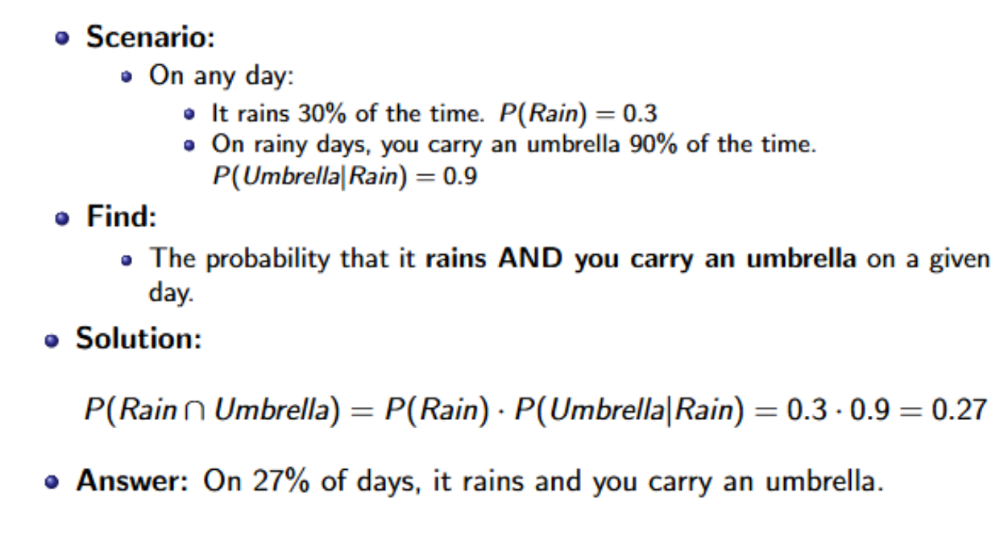 Scenario:
On any day:
It rains 30% of the time. P(Rain) = 0.3
On rainy days, you carry an umbrella 90% of the time.
P(Umbrella|Rain) = 0.9
Find:
The probability that it rains AND you carry an umbrella on a given
day.
Solution:
P(Rain ∩ Umbrella) = P(Rain) · P(Umbrella|Rain) = 0.3 · 0.9 = 0.27
Answer: On 27% of days, it rains and you carry an umbrella.